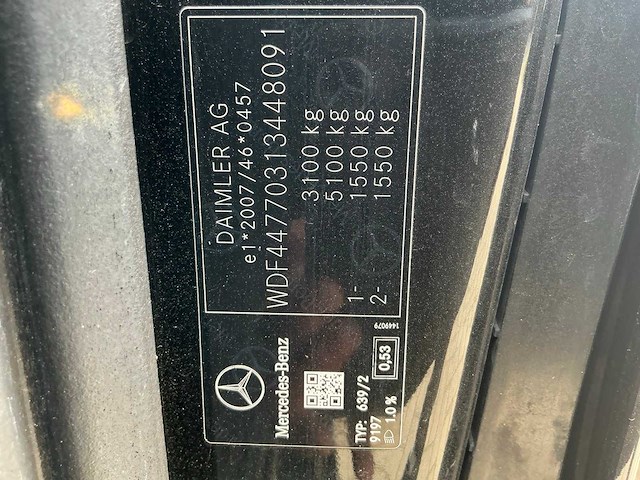 DAIMLER AG
e1*2007/46*0457
WDF44770313448091
3100 kg
5100 kg
1- 1550 kg
2- 1550 kg
1449079
Mercedes-Benz
TYP: 639/2
9197
1.0 %
0,53